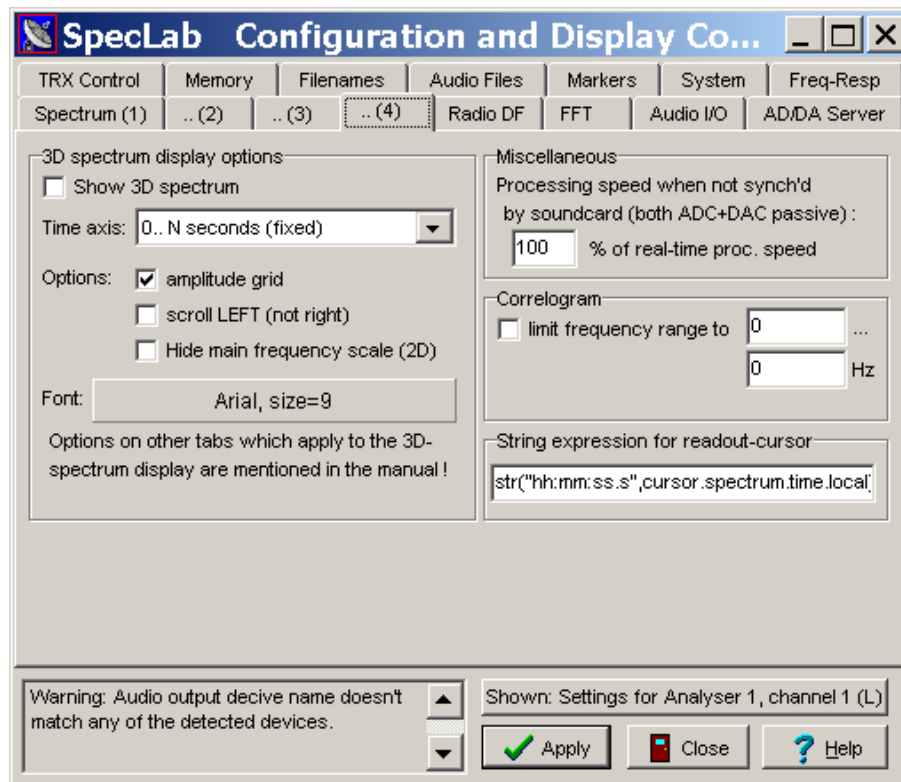 SpecLab Configuration and Display Co...
TRX Control Memory Filenames Audio Files Markers System Freq-Resp
Spectrum (1) .. (2) .. (3) .. (4) Radio DF FFT Audio I/O AD/DA Server
3D spectrum display options
Show 3D spectrum
Time axis: 0.. N seconds (fixed)
Options: amplitude grid
scroll LEFT (not right)
Hide main frequency scale (2D)
Font: Arial, size=9
Options on other tabs which apply to the 3D-
spectrum display are mentioned in the manual !
Miscellaneous
Processing speed when not synch'd
by soundcard (both ADC+DAC passive) :
100 % of real-time proc. speed
Correlogram
limit frequency range to 0 ...
0 Hz
String expression for readout-cursor
str("hh:mm:ss.s",cursor.spectrum.time.local
Warning: Audio output decive name doesn't
match any of the detected devices.
Shown: Settings for Analyser 1, channel 1 (L)
Apply Close Help